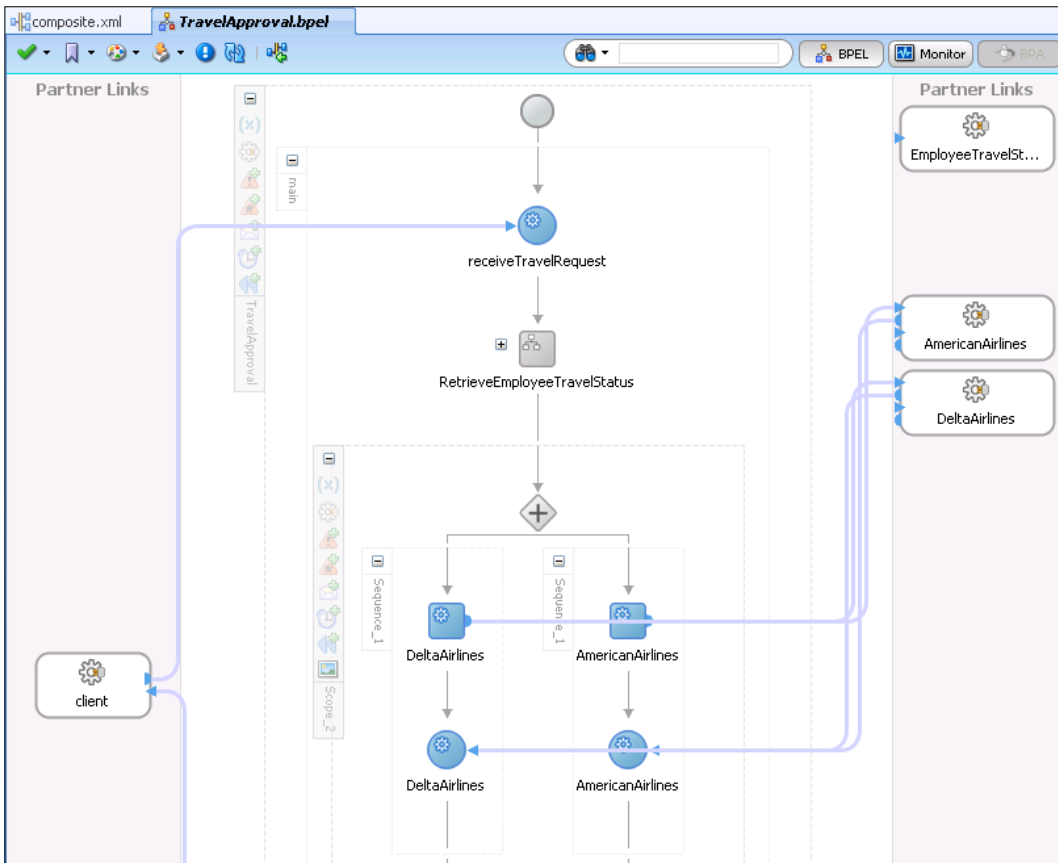 composite.xml
TravelApproval.bpel
BPEL
Monitor
BPA
Partner Links
Partner Links
EmployeeTravelSt...
main
receiveTravelRequest
TravelApproval
RetrieveEmployeeTravelStatus
AmericanAirlines
DeltaAirlines
Sequence_1
Sequence_1
DeltaAirlines
AmericanAirlines
client
Scope_2
DeltaAirlines
AmericanAirlines